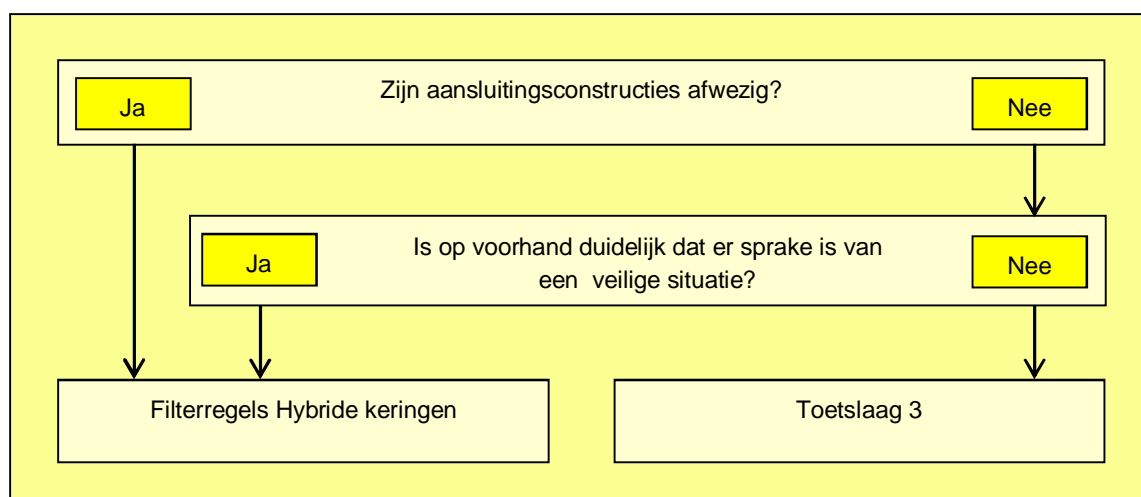 Zijn aansluitingsconstructies afwezig?
Ja
Nee
Is op voorhand duidelijk dat er sprake is van
een veilige situatie?
Ja
Nee
Filterregels Hybride keringen
Toetslaag 3